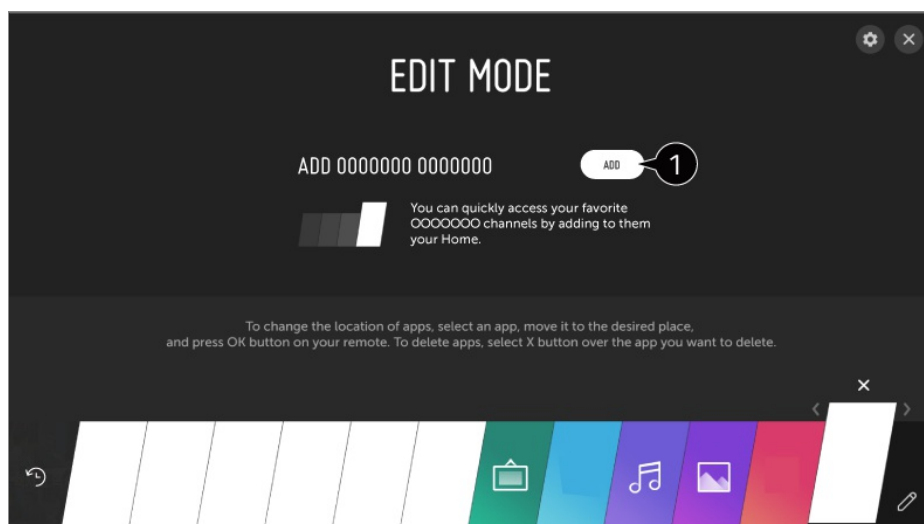 EDIT MODE
ADD OOOOOOO OOOOOOO
ADD
1
You can quickly access your favorite
OOOOOOO channels by adding to them
your Home.
To change the location of apps, select an app, move it to the desired place,
and press OK button on your remote. To delete apps, select X button over the app you want to delete.